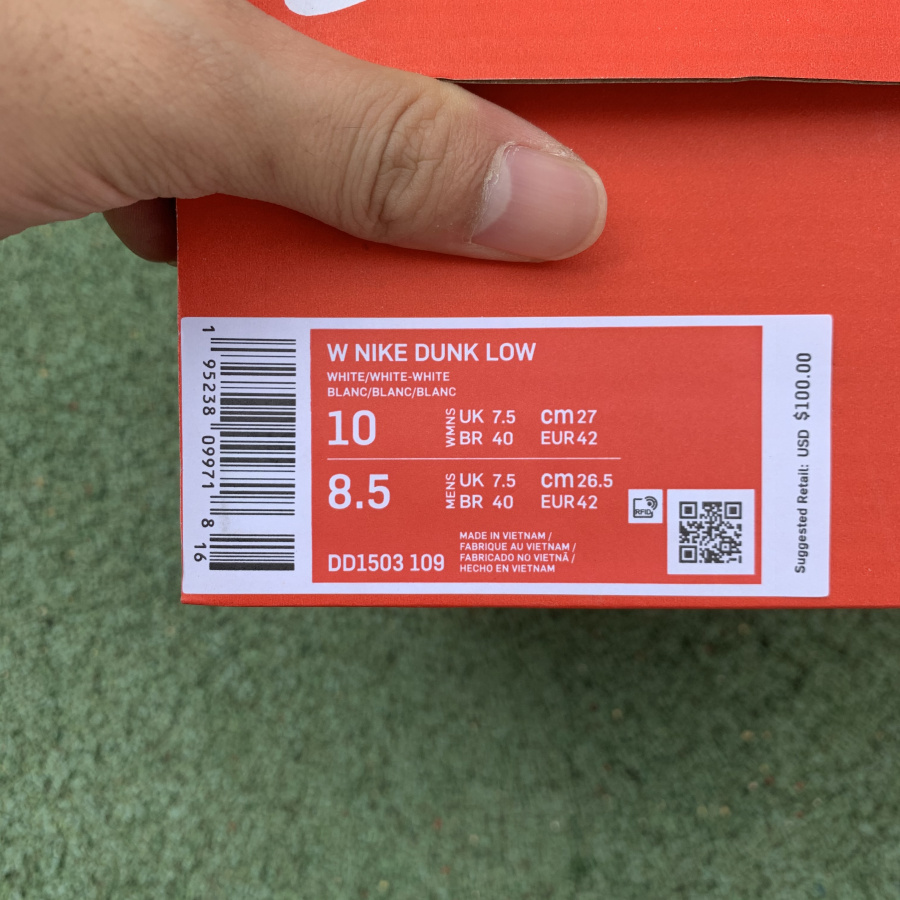 W NIKE DUNK LOW
WHITE/WHITE-WHITE
BLANC/BLANC/BLANC
10
WMNS
UK 7.5 cm 27
BR 40 EUR 42
8.5
MENS
UK 7.5 cm 26.5
BR 40 EUR 42
RFID
DD1503 109
MADE IN VIETNAM /
FABRIQUE AU VIETNAM /
FABRICADO NO VIETNÃ /
HECHO EN VIETNAM
1 95238 09971 8 16
Suggested Retail: USD $100.00